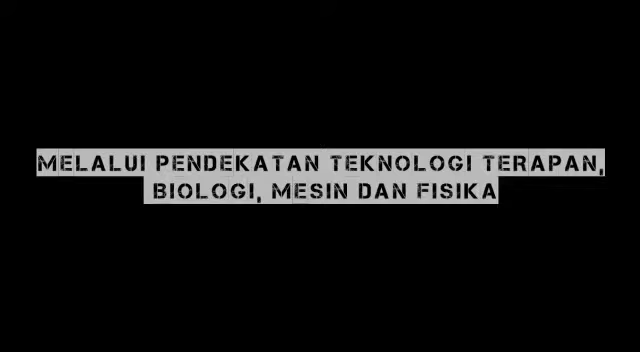 MELALUI PENDEKATAN TEKNOLOGI TERAPAN,
BIOLOGI, MESIN DAN FISIKA